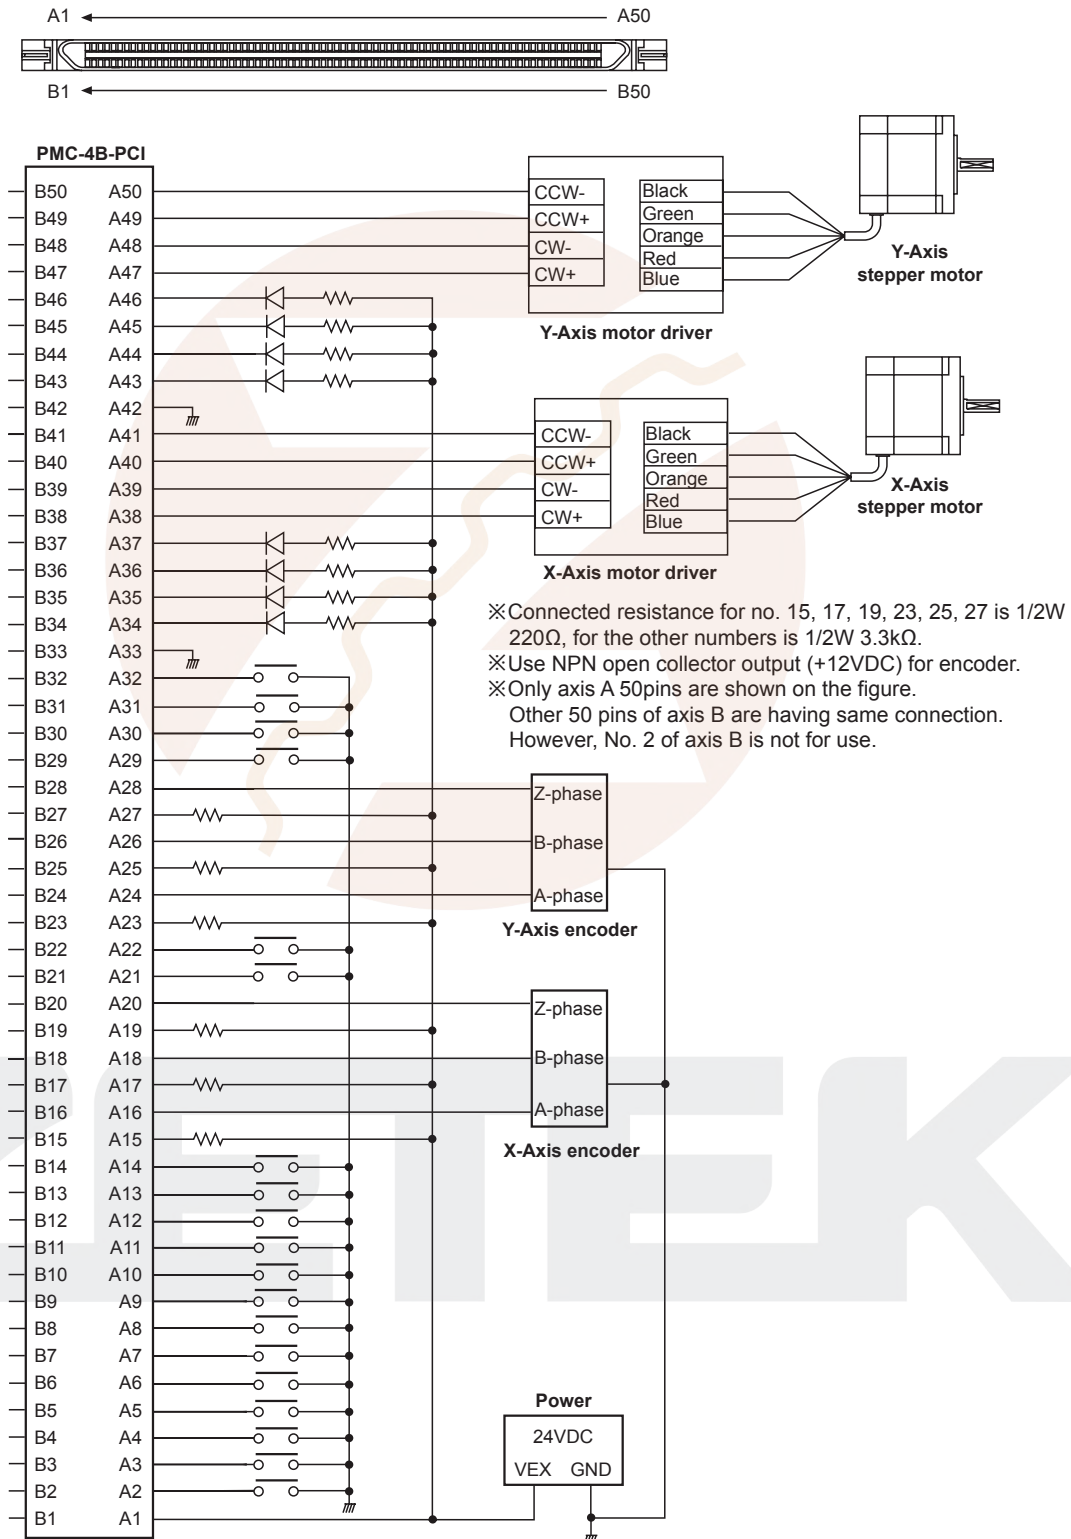 A1 A50
B1 B50
PMC-4B-PCI
B50 A50
B49 A49
B48 A48
B47 A47
B46 A46
B45 A45
B44 A44
B43 A43
B42 A42
B41 A41
B40 A40
B39 A39
B38 A38
B37 A37
B36 A36
B35 A35
B34 A34
B33 A33
B32 A32
B31 A31
B30 A30
B29 A29
B28 A28
B27 A27
B26 A26
B25 A25
B24 A24
B23 A23
B22 A22
B21 A21
B20 A20
B19 A19
B18 A18
B17 A17
B16 A16
B15 A15
B14 A14
B13 A13
B12 A12
B11 A11
B10 A10
B9 A9
B8 A8
B7 A7
B6 A6
B5 A5
B4 A4
B3 A3
B2 A2
B1 A1
CCW- Black
CCW+ Green
CW- Orange
CW+ Red
Blue
Y-Axis motor driver
Y-Axis
stepper motor
CCW- Black
CCW+ Green
CW- Orange
CW+ Red
Blue
X-Axis motor driver
X-Axis
stepper motor
※Connected resistance for no. 15, 17, 19, 23, 25, 27 is 1/2W
220Ω, for the other numbers is 1/2W 3.3kΩ.
※Use NPN open collector output (+12VDC) for encoder.
※Only axis A 50pins are shown on the figure.
Other 50 pins of axis B are having same connection.
However, No. 2 of axis B is not for use.
Z-phase
B-phase
A-phase
Y-Axis encoder
Z-phase
B-phase
A-phase
X-Axis encoder
Power
24VDC
VEX GND
ETEK